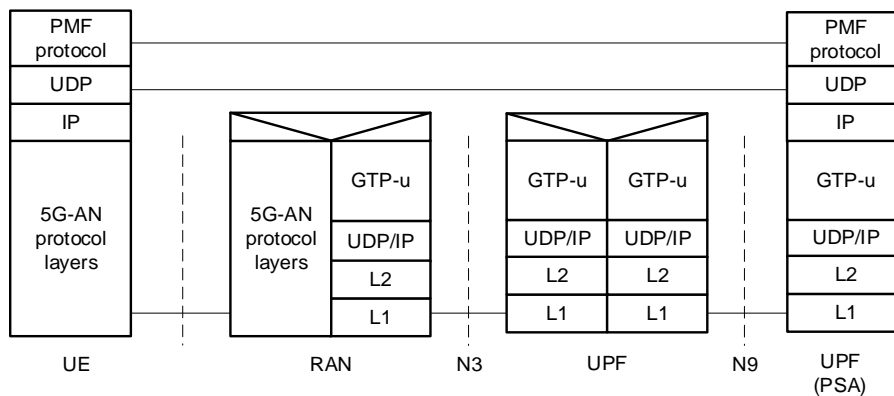 PMF
protocol
UDP
IP
5G-AN
protocol
layers
UE
5G-AN
protocol
layers
GTP-u
UDP/IP
L2
L1
RAN
N3
GTP-u
GTP-u
UDP/IP
UDP/IP
L2
L2
L1
L1
UPF
N9
PMF
protocol
UDP
IP
GTP-u
UDP/IP
L2
L1
UPF
(PSA)